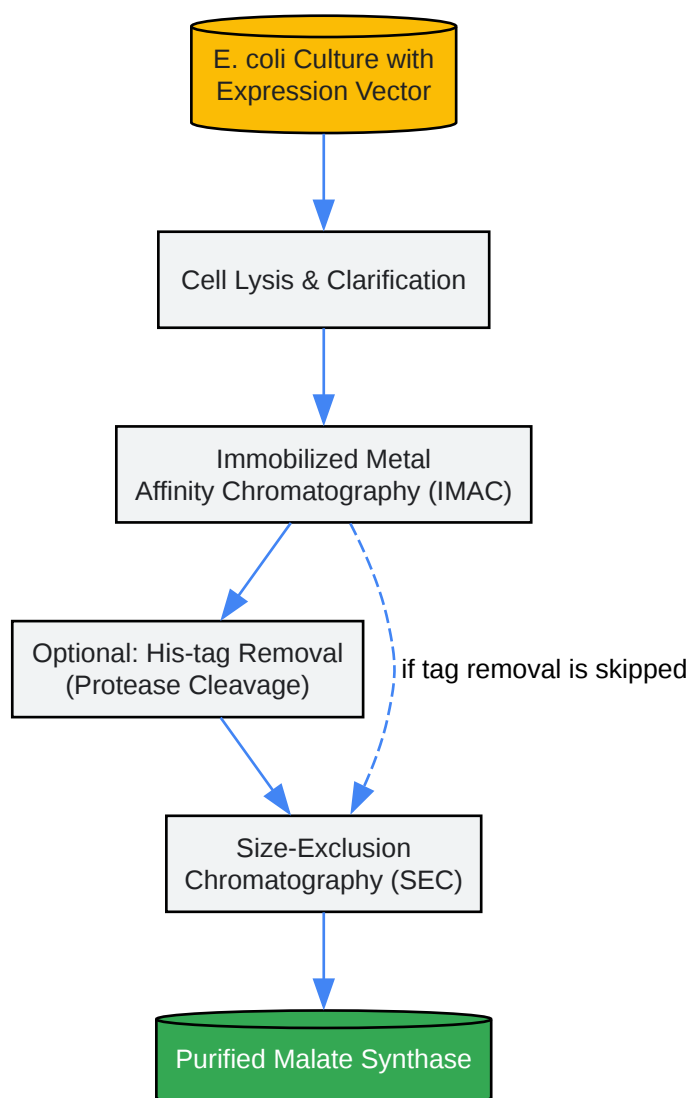 E. coli Culture with
Expression Vector
Cell Lysis & Clarification
Immobilized Metal
Affinity Chromatography (IMAC)
Optional: His-tag Removal
(Protease Cleavage)
if tag removal is skipped
Size-Exclusion
Chromatography (SEC)
Purified Malate Synthase